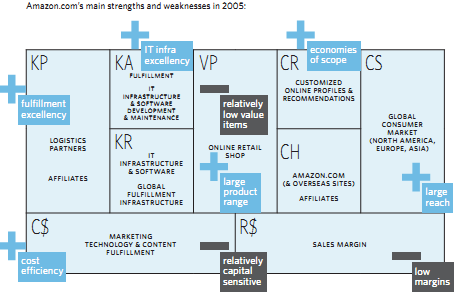 Amazon.com's main strengths and weaknesses in 2005:
KP
fulfillment
excellency
LOGISTICS
PARTNERS
AFFILIATES
KA
IT infra
excellency
FULFILLMENT
IT
INFRASTRUCTURE
& SOFTWARE
DEVELOPMENT
& MAINTENANCE
KR
IT
INFRASTRUCTURE
& SOFTWARE
GLOBAL
FULFILLMENT
INFRASTRUCTURE
VP
relatively
low value
items
ONLINE RETAIL
SHOP
large
product
range
CR
economies
of scope
CUSTOMIZED
ONLINE PROFILES &
RECOMMENDATIONS
CH
AMAZON.COM
(& OVERSEAS SITES)
AFFILIATES
CS
GLOBAL
CONSUMER
MARKET
(NORTH AMERICA,
EUROPE, ASIA)
large
reach
C$
MARKETING
TECHNOLOGY & CONTENT
FULFILLMENT
cost
efficiency
relatively
capital
sensitive
R$
SALES MARGIN
low
margins